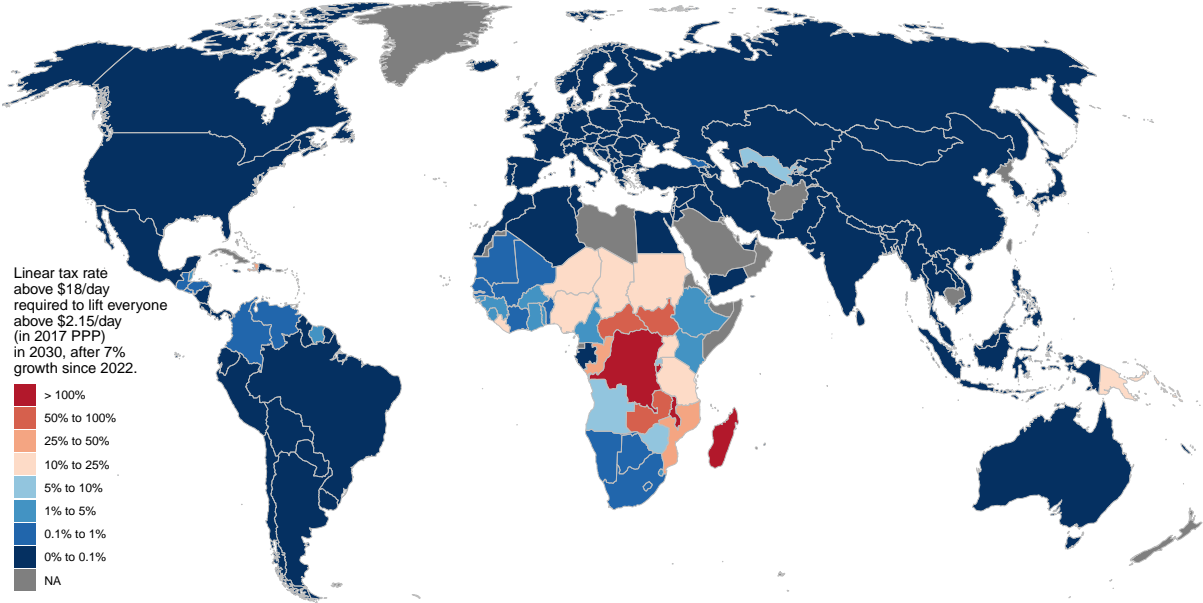 Linear tax rate
above $18/day
required to lift everyone
above $2.15/day
(in 2017 PPP)
in 2030, after 7%
growth since 2022.
> 100%
50% to 100%
25% to 50%
10% to 25%
5% to 10%
1% to 5%
0.1% to 1%
0% to 0.1%
NA